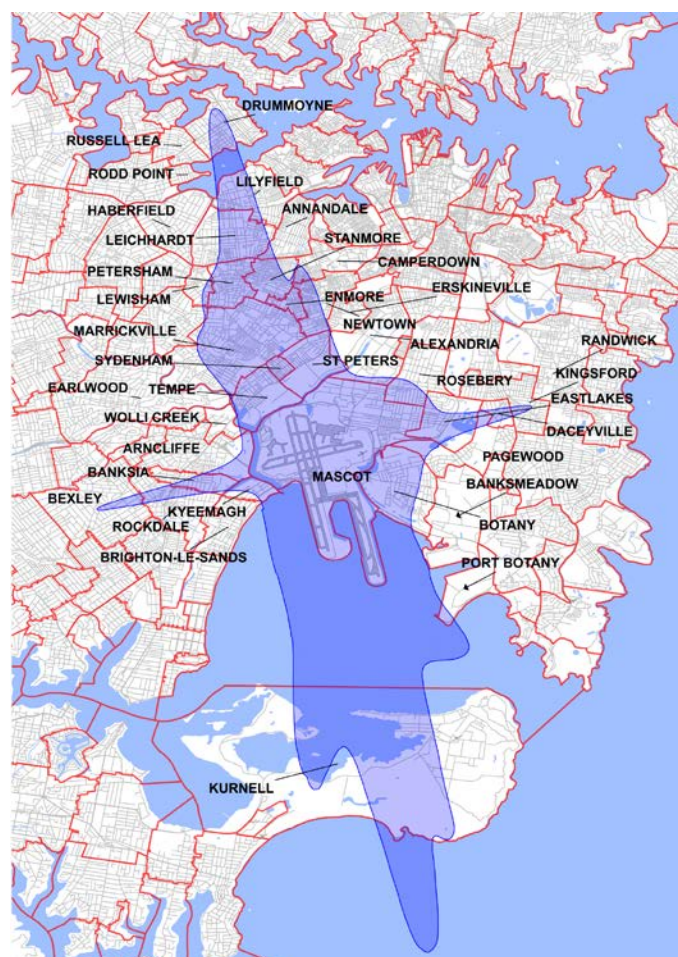 DRUMMOYNE
RUSSELL LEA
RODD POINT
LILYFIELD
HABERFIELD
ANNANDALE
LEICHHARDT
STANMORE
PETERSHAM
CAMPERDOWN
LEWISHAM
ENMORE
ERSKINEVILLE
NEWTOWN
MARRICKVILLE
ALEXANDRIA
RANDWICK
SYDENHAM
ST PETERS
KINGSFORD
EARLWOOD
TEMPE
ROSEBERY
EASTLAKES
WOLLI CREEK
DACEYVILLE
ARNCLIFFE
PAGEWOOD
BANKSIA
MASCOT
BANKSMEADOW
BEXLEY
KYEEMAGH
ROCKDALE
BOTANY
BRIGHTON-LE-SANDS
PORT BOTANY
KURNELL